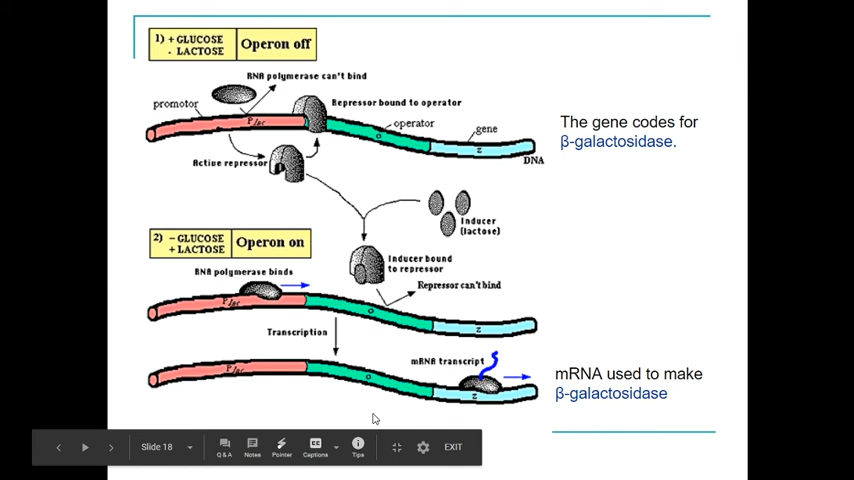 1) + GLUCOSE
- LACTOSE
Operon off
RNA polymerase can't bind
promotor
Repressor bound to operator
P lac
operator
o
gene
z
DNA
Active repressor
The gene codes for
β-galactosidase.
Inducer
(lactose)
2) - GLUCOSE
+ LACTOSE
Operon on
Inducer bound
to repressor
RNA polymerase binds
Repressor can't bind
P lac
o
z
Transcription
mRNA transcript
P lac
o
z
mRNA used to make
β-galactosidase
Slide 18
Q & A
Notes
Pointer
Captions
Tips
EXIT